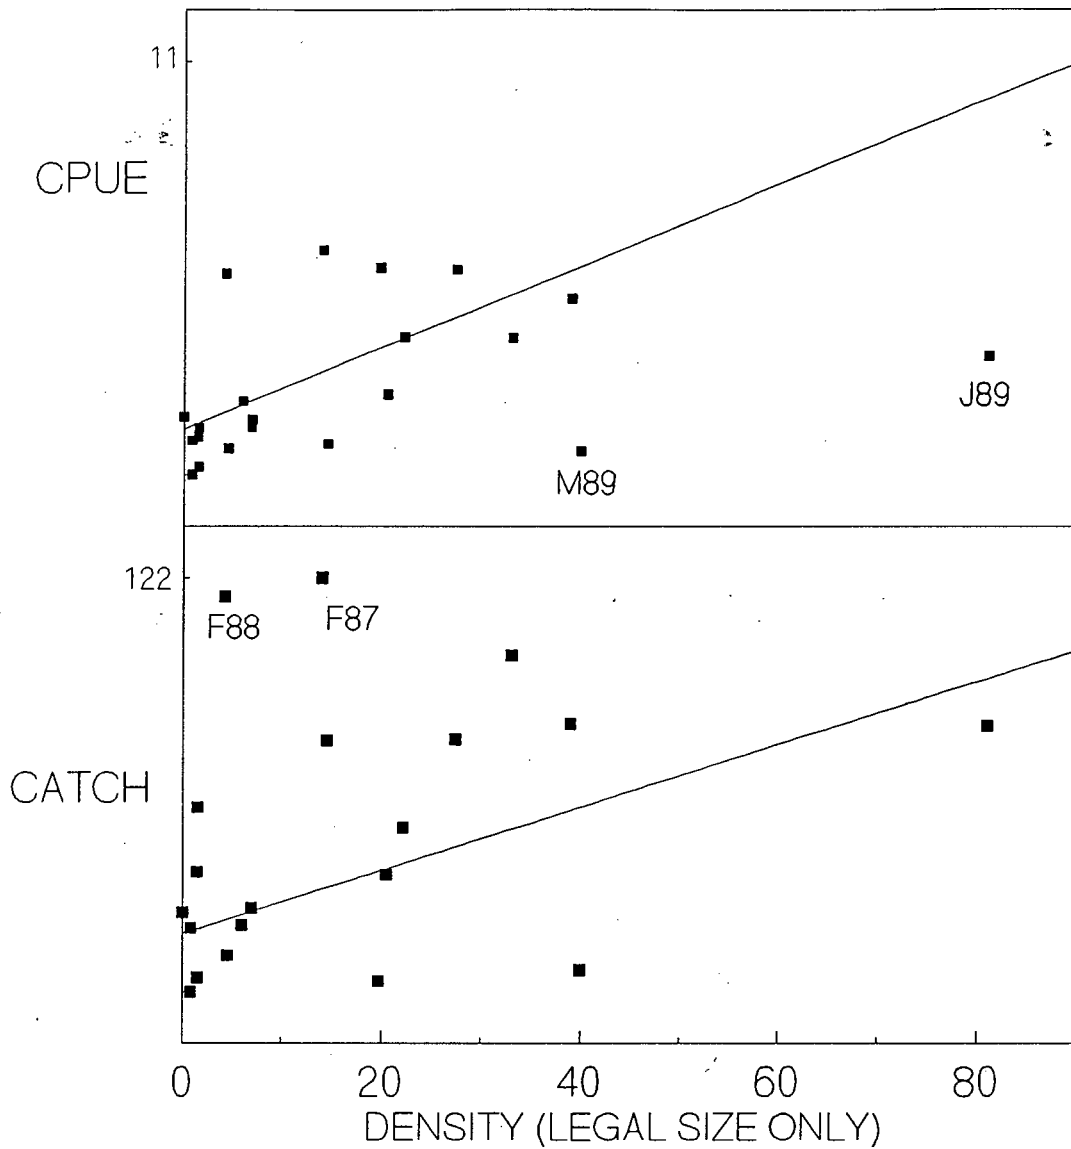 11
CPUE
J89
M89
122
F88
F87
CATCH
0 20 40 60 80
DENSITY (LEGAL SIZE ONLY)